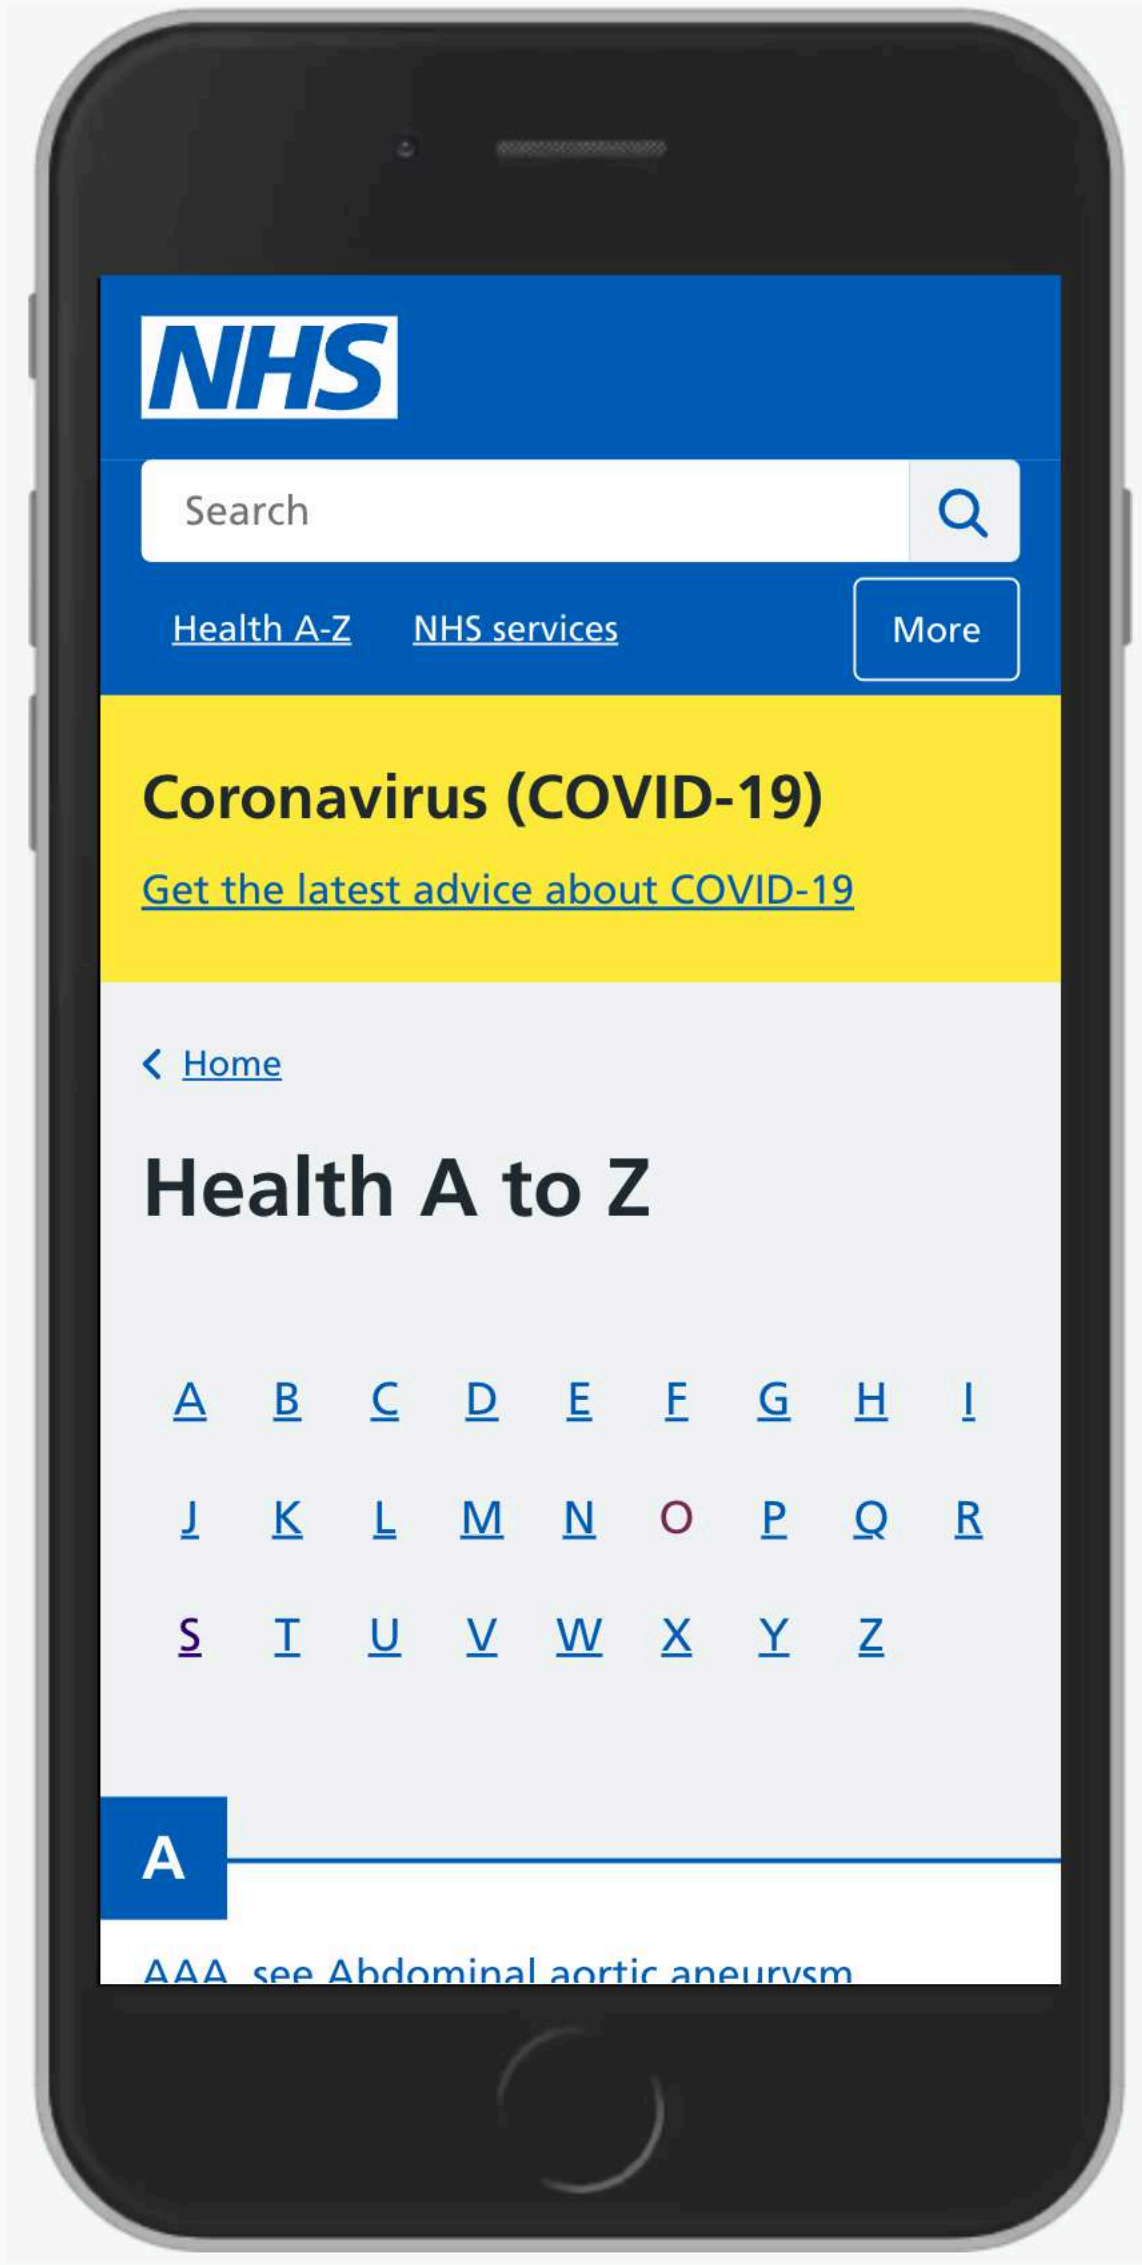 NHS
Search
Health A-Z NHS services More
Coronavirus (COVID-19)
Get the latest advice about COVID-19
Home
Health A to Z
A B C D E F G H I
J K L M N O P Q R
S T U V W X Y Z
A
AAA see Abdominal aortic aneurysm